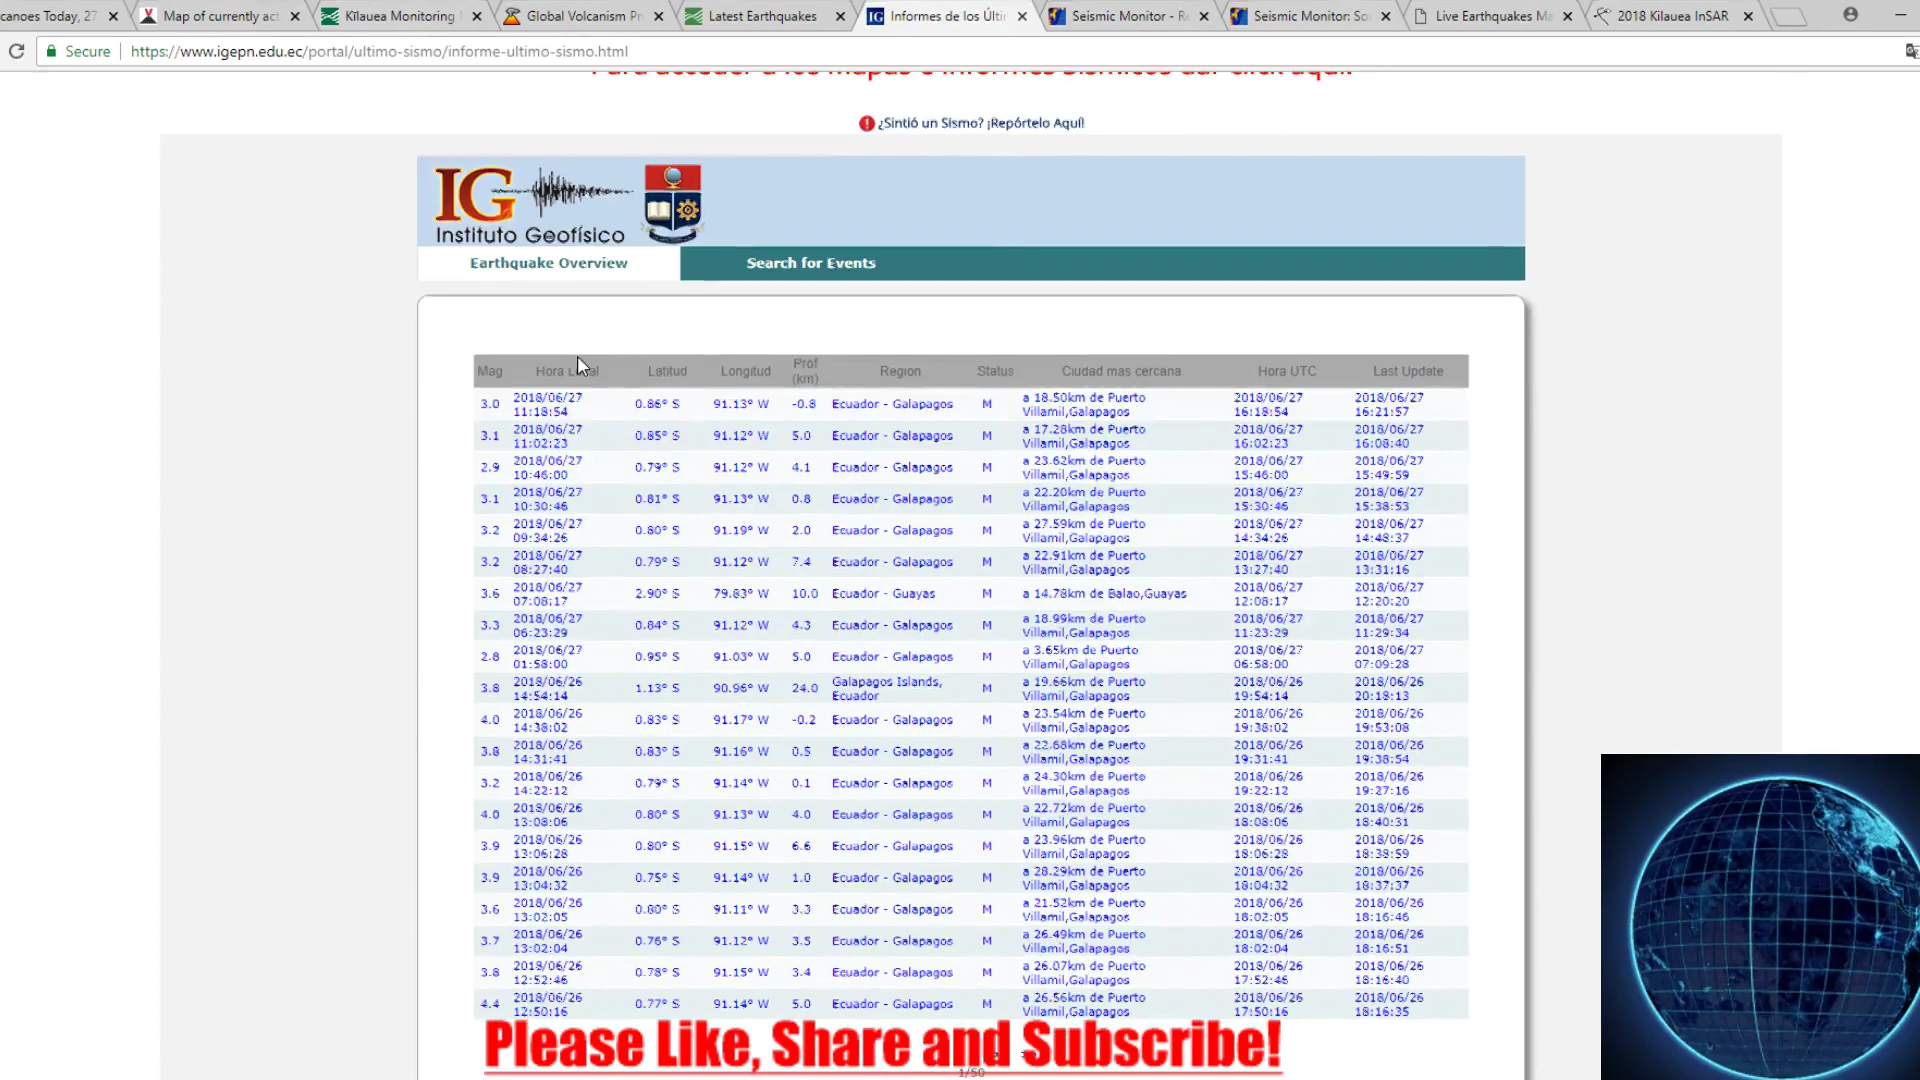 canoes Today, 27
Map of currently act
Kīlauea Monitoring
Global Volcanism Pr
Latest Earthquakes
IG Informes de los Últin
Seismic Monitor - R
Seismic Monitor: So
Live Earthquakes Ma
2018 Kilauea InSAR
Secure https://www.igepn.edu.ec/portal/ultimo-sismo/informe-ultimo-sismo.html
Para acceder a los Mapas e Informes Sísmicos dar click aquí.
¿Sintió un Sismo? ¡Repórtelo Aquí!
IG
Instituto Geofísico
Earthquake Overview Search for Events
Mag Hora Local Latitud Longitud Prof (km) Region Status Ciudad mas cercana Hora UTC Last Update
3.0 2018/06/27 11:18:54 0.86° S 91.13° W -0.8 Ecuador - Galapagos M a 18.50km de Puerto Villamil,Galapagos 2018/06/27 16:18:54 2018/06/27 16:21:57
3.1 2018/06/27 11:02:23 0.85° S 91.12° W 5.0 Ecuador - Galapagos M a 17.28km de Puerto Villamil,Galapagos 2018/06/27 16:02:23 2018/06/27 16:08:40
2.9 2018/06/27 10:46:00 0.79° S 91.12° W 4.1 Ecuador - Galapagos M a 23.62km de Puerto Villamil,Galapagos 2018/06/27 15:46:00 2018/06/27 15:49:59
3.1 2018/06/27 10:30:46 0.81° S 91.13° W 0.8 Ecuador - Galapagos M a 22.20km de Puerto Villamil,Galapagos 2018/06/27 15:30:46 2018/06/27 15:38:53
3.2 2018/06/27 09:34:26 0.80° S 91.19° W 2.0 Ecuador - Galapagos M a 27.59km de Puerto Villamil,Galapagos 2018/06/27 14:34:26 2018/06/27 14:48:37
3.2 2018/06/27 08:27:40 0.79° S 91.12° W 7.4 Ecuador - Galapagos M a 22.91km de Puerto Villamil,Galapagos 2018/06/27 13:27:40 2018/06/27 13:31:16
3.6 2018/06/27 07:08:17 2.90° S 79.83° W 10.0 Ecuador - Guayas M a 14.78km de Balao,Guayas 2018/06/27 12:08:17 2018/06/27 12:20:20
3.3 2018/06/27 06:23:29 0.84° S 91.12° W 4.3 Ecuador - Galapagos M a 18.99km de Puerto Villamil,Galapagos 2018/06/27 11:23:29 2018/06/27 11:29:34
2.8 2018/06/27 01:58:00 0.95° S 91.03° W 5.0 Ecuador - Galapagos M a 3.65km de Puerto Villamil,Galapagos 2018/06/27 06:58:00 2018/06/27 07:09:28
3.8 2018/06/26 14:54:14 1.13° S 90.96° W 24.0 Galapagos Islands, Ecuador M a 19.66km de Puerto Villamil,Galapagos 2018/06/26 19:54:14 2018/06/26 20:18:13
4.0 2018/06/26 14:38:02 0.83° S 91.17° W -0.2 Ecuador - Galapagos M a 23.54km de Puerto Villamil,Galapagos 2018/06/26 19:38:02 2018/06/26 19:53:08
3.8 2018/06/26 14:31:41 0.83° S 91.16° W 0.5 Ecuador - Galapagos M a 22.68km de Puerto Villamil,Galapagos 2018/06/26 19:31:41 2018/06/26 19:38:54
3.2 2018/06/26 14:22:12 0.79° S 91.14° W 0.1 Ecuador - Galapagos M a 24.30km de Puerto Villamil,Galapagos 2018/06/26 19:22:12 2018/06/26 19:27:16
4.0 2018/06/26 13:08:06 0.80° S 91.13° W 4.0 Ecuador - Galapagos M a 22.72km de Puerto Villamil,Galapagos 2018/06/26 18:08:06 2018/06/26 18:40:31
3.9 2018/06/26 13:06:28 0.80° S 91.15° W 6.6 Ecuador - Galapagos M a 23.96km de Puerto Villamil,Galapagos 2018/06/26 18:06:28 2018/06/26 18:38:59
3.9 2018/06/26 13:04:32 0.75° S 91.14° W 1.0 Ecuador - Galapagos M a 28.29km de Puerto Villamil,Galapagos 2018/06/26 18:04:32 2018/06/26 18:37:37
3.6 2018/06/26 13:02:05 0.80° S 91.11° W 3.3 Ecuador - Galapagos M a 21.52km de Puerto Villamil,Galapagos 2018/06/26 18:02:05 2018/06/26 18:16:46
3.7 2018/06/26 13:02:04 0.76° S 91.12° W 3.5 Ecuador - Galapagos M a 26.49km de Puerto Villamil,Galapagos 2018/06/26 18:02:04 2018/06/26 18:16:51
3.8 2018/06/26 12:52:46 0.78° S 91.15° W 3.4 Ecuador - Galapagos M a 26.07km de Puerto Villamil,Galapagos 2018/06/26 17:52:46 2018/06/26 18:16:40
4.4 2018/06/26 12:50:16 0.77° S 91.14° W 5.0 Ecuador - Galapagos M a 26.56km de Puerto Villamil,Galapagos 2018/06/26 17:50:16 2018/06/26 18:16:35
Please Like, Share and Subscribe!
1/50